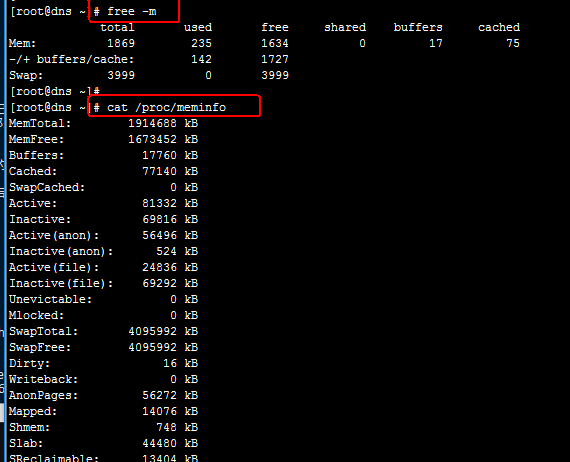 [root@dns ~]# free -m
total used free shared buffers cached
Mem: 1869 235 1634 0 17 75
-/+ buffers/cache: 142 1727
Swap: 3999 0 3999
[root@dns ~]#
[root@dns ~]# cat /proc/meminfo
MemTotal: 1914688 kB
MemFree: 1673452 kB
Buffers: 17760 kB
Cached: 77140 kB
SwapCached: 0 kB
Active: 81332 kB
Inactive: 69816 kB
Active(anon): 56496 kB
Inactive(anon): 524 kB
Active(file): 24836 kB
Inactive(file): 69292 kB
Unevictable: 0 kB
Mlocked: 0 kB
SwapTotal: 4095992 kB
SwapFree: 4095992 kB
Dirty: 16 kB
Writeback: 0 kB
AnonPages: 56272 kB
Mapped: 14076 kB
Shmem: 748 kB
Slab: 44480 kB
SReclaimable: 13404 kB